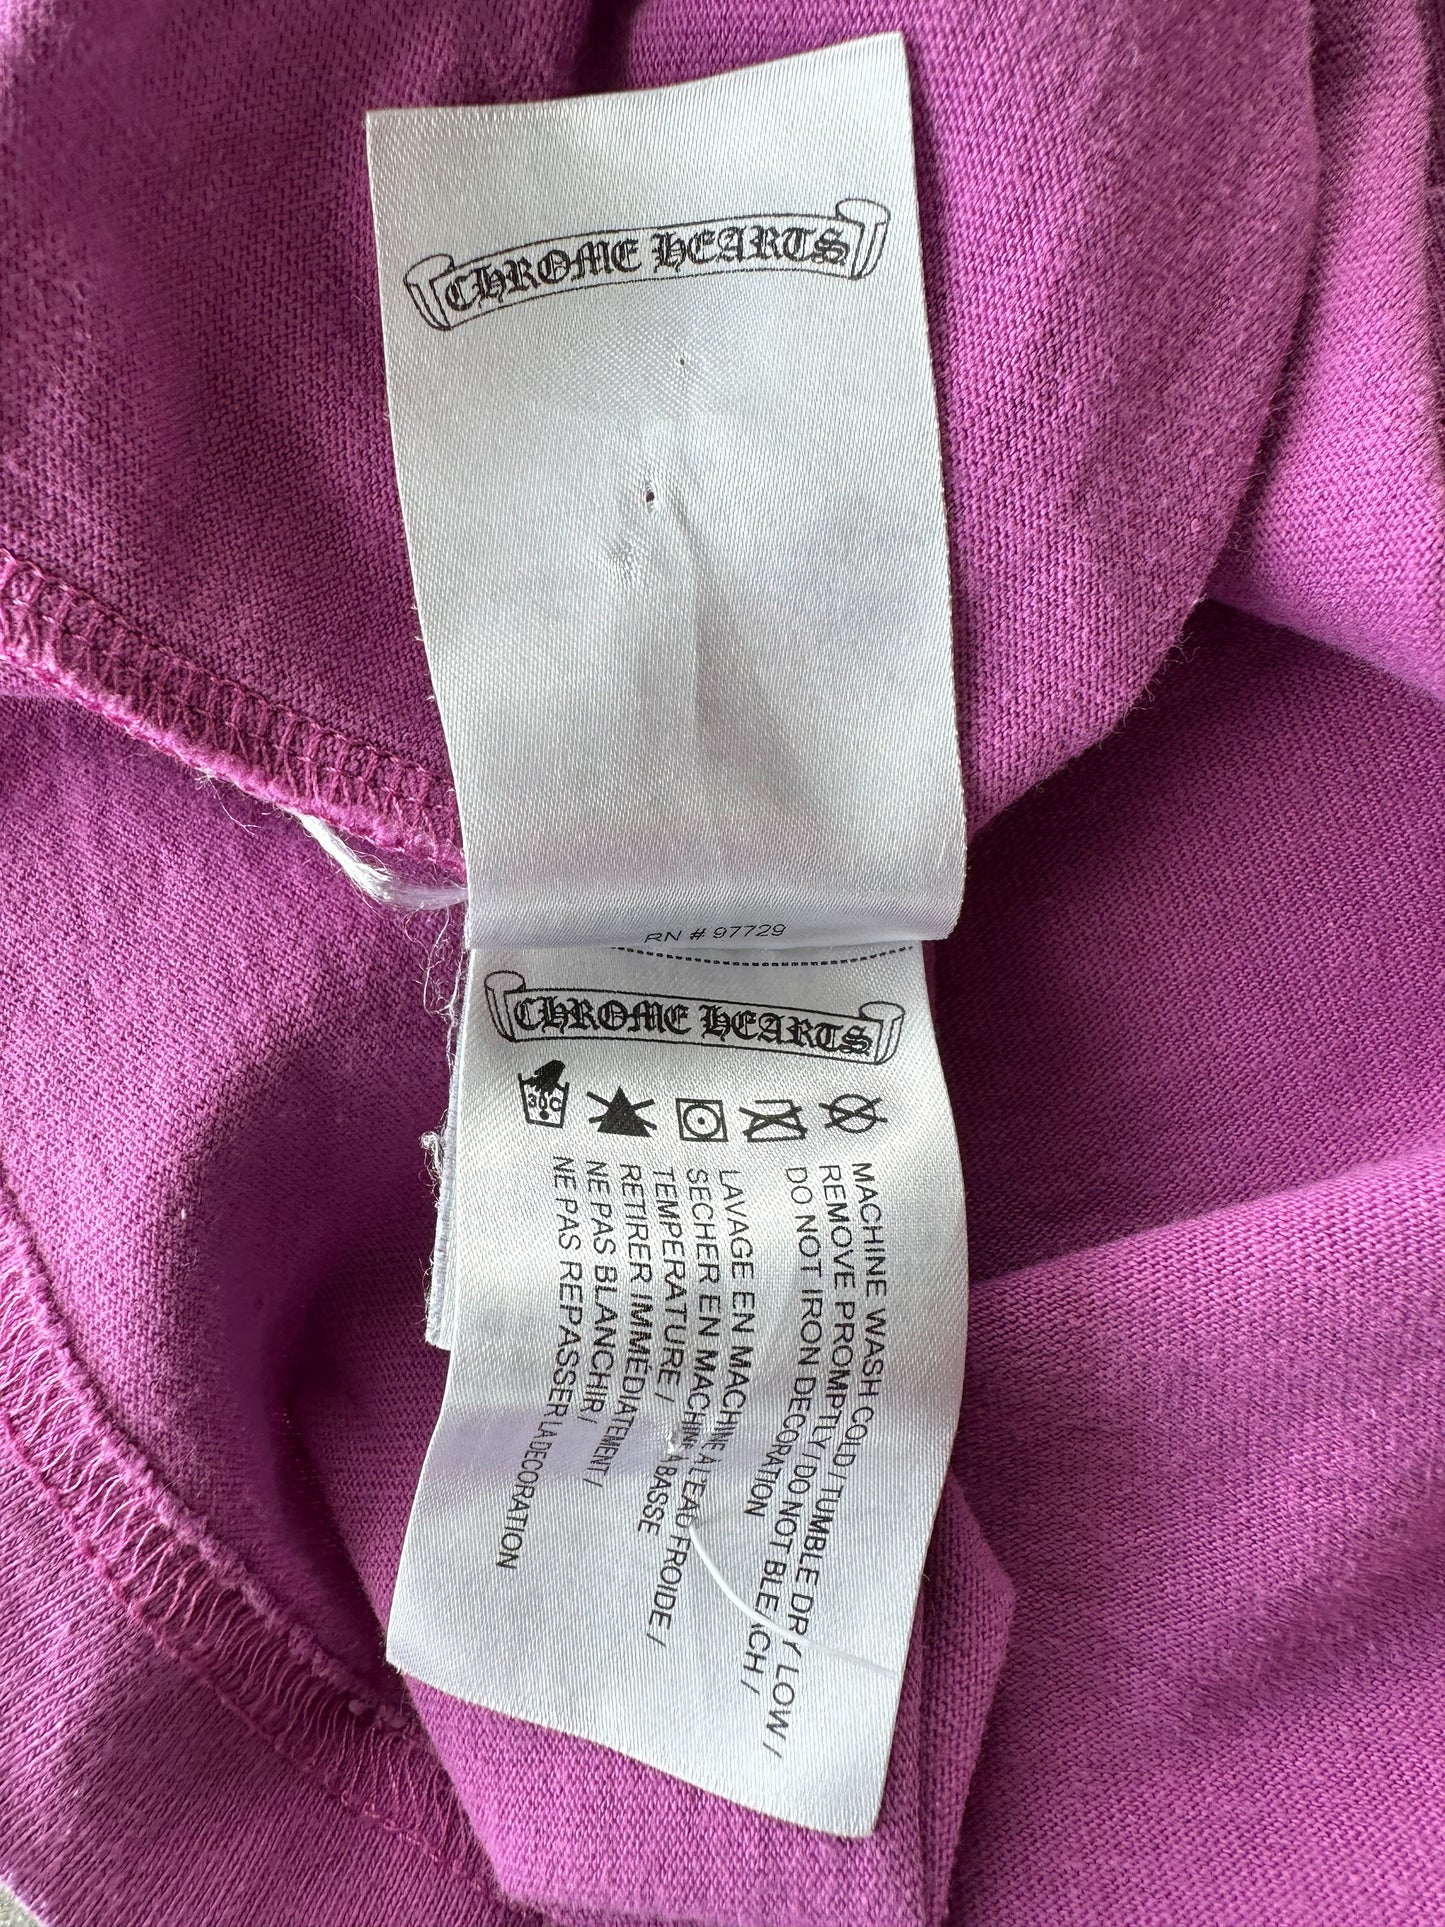 CHROME HEARTS
RN # 97729
CHROME HEARTS
30C
MACHINE WASH COLD / TUMBLE DRY LOW /
REMOVE PROMPTLY / DO NOT BLEACH /
DO NOT IRON DECORATION
LAVAGE EN MACHINE A L'EAU FROIDE /
SECHER EN MACHINE À BASSE
TEMPERATURE /
RETIRER IMMÉDIATEMENT /
NE PAS BLANCHIR /
NE PAS REPASSER LA DECORATION